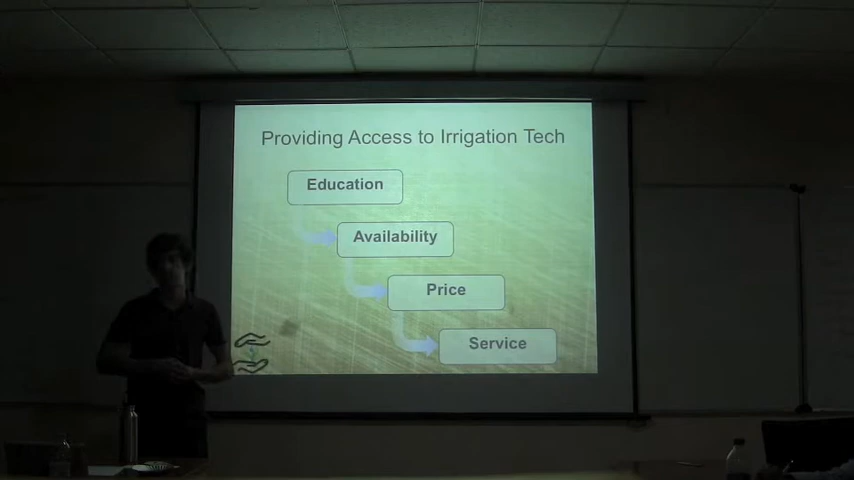 Providing Access to Irrigation Tech
Education
Availability
Price
Service